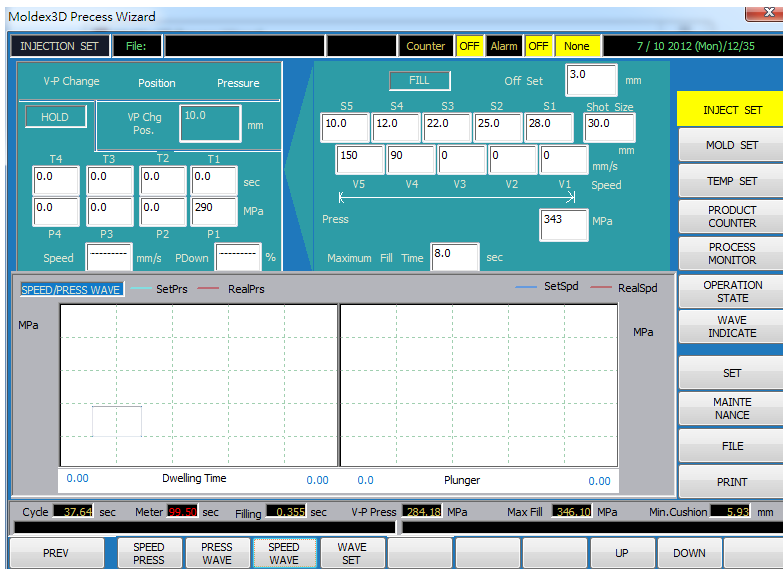 Moldex3D Precess Wizard
INJECTION SET File: Counter OFF Alarm OFF None 7 / 10 2012 (Mon)/12/35
V-P Change Position Pressure
HOLD VP Chg Pos. 10.0 mm
T4 T3 T2 T1
0.0 0.0 0.0 0.0 sec
0.0 0.0 0.0 290 MPa
P4 P3 P2 P1
Speed --------- mm/s PDown --------- %
FILL Off Set 3.0 mm
S5 S4 S3 S2 S1 Shot Size
10.0 12.0 22.0 25.0 28.0 30.0 mm
150 90 0 0 0 mm/s
V5 V4 V3 V2 V1 Speed
Press 343 MPa
Maximum Fill Time 8.0 sec
INJECT SET
MOLD SET
TEMP SET
PRODUCT COUNTER
PROCESS MONITOR
OPERATION STATE
WAVE INDICATE
SET
MAINTE NANCE
FILE
PRINT
SPEED/PRESS WAVE SetPrs RealPrs SetSpd RealSpd
MPa MPa
0.00 Dwelling Time 0.00 0.0 Plunger 0.00
Cycle 37.64 sec Meter 99.50 sec Filling 0.355 sec V-P Press 284.18 MPa Max Fill 346.10 MPa Min.Cushion 5.93 mm
PREV SPEED PRESS PRESS WAVE SPEED WAVE WAVE SET UP DOWN